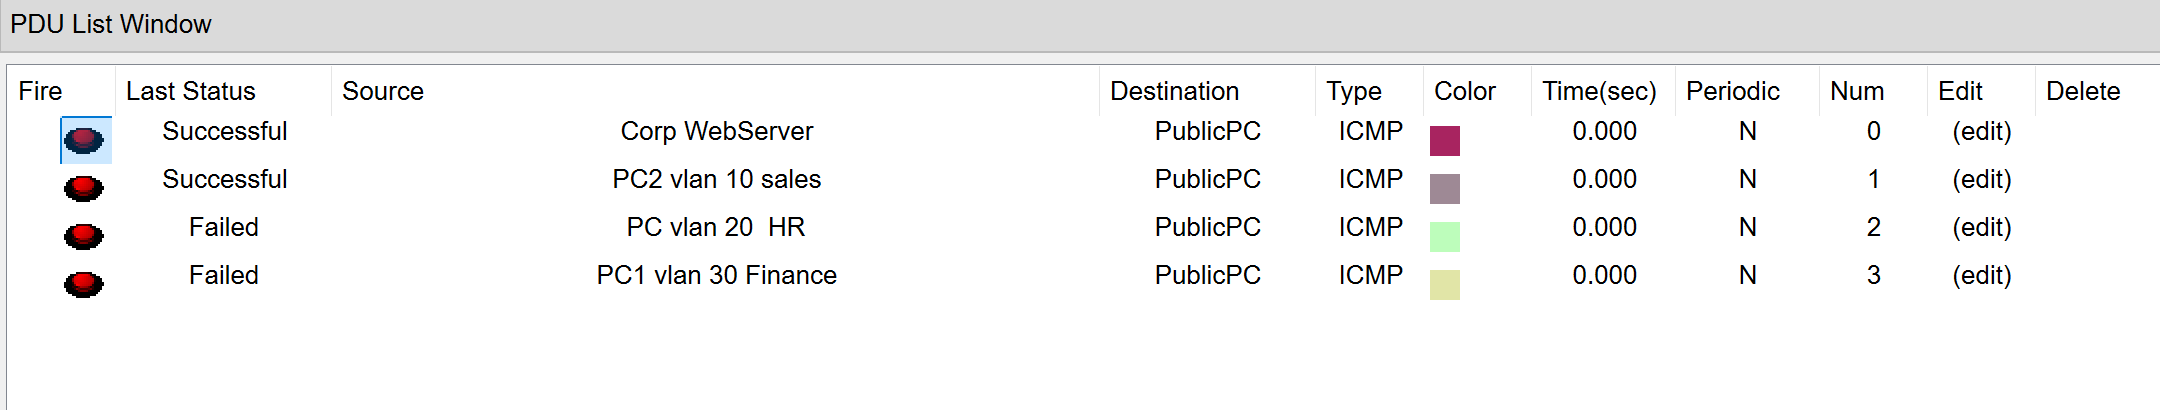 PDU List Window
Fire Last Status Source Destination Type Color Time(sec) Periodic Num Edit Delete
Successful Corp WebServer PublicPC ICMP 0.000 N 0 (edit)
Successful PC2 vlan 10 sales PublicPC ICMP 0.000 N 1 (edit)
Failed PC vlan 20  HR PublicPC ICMP 0.000 N 2 (edit)
Failed PC1 vlan 30 Finance PublicPC ICMP 0.000 N 3 (edit)